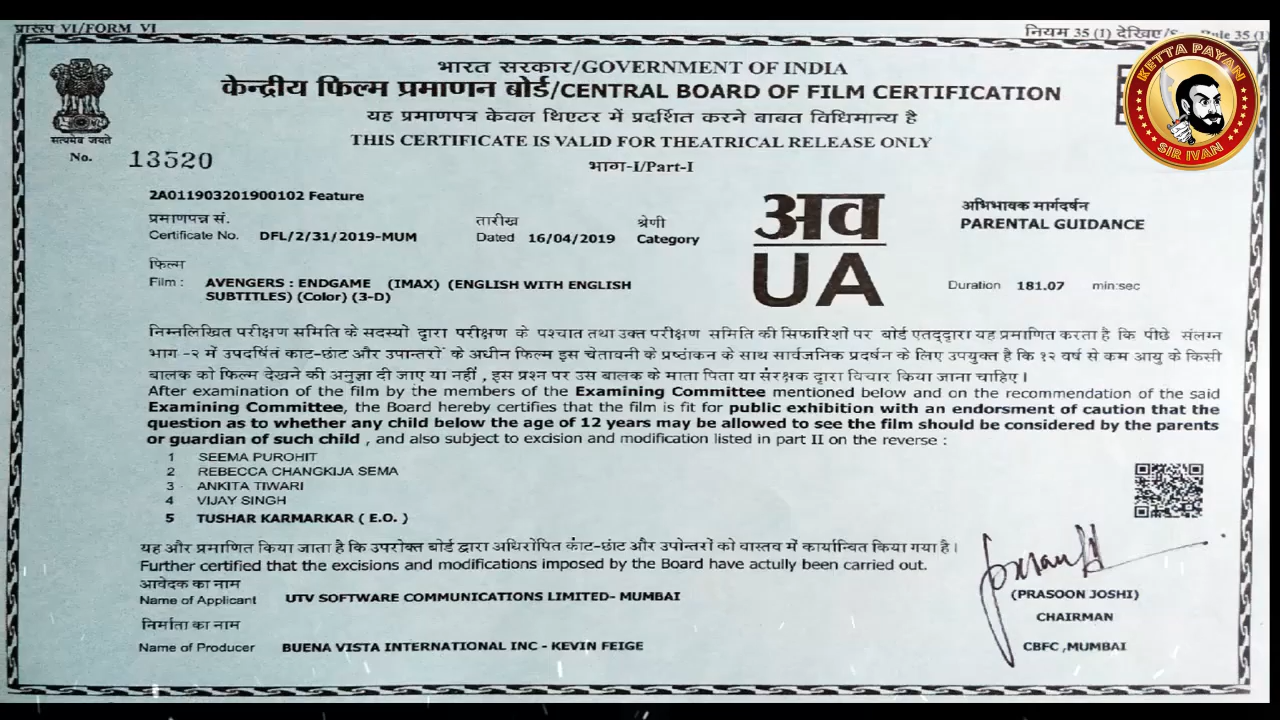 प्रारूप VI/FORM VI
नियम 35 (1) देखिए/ Rule 35 (1)
भारत सरकार/GOVERNMENT OF INDIA
केन्द्रीय फिल्म प्रमाणन बोर्ड/CENTRAL BOARD OF FILM CERTIFICATION
यह प्रमाणपत्र केवल थिएटर में प्रदर्शित करने बाबत विधिमान्य है
THIS CERTIFICATE IS VALID FOR THEATRICAL RELEASE ONLY
भाग-I/Part-I
KETTA PAYAN
SIR IVAN
सत्यमेव जयते
No. 13520
2A011903201900102 Feature
प्रमाणपत्र सं. तारीख श्रेणी
Certificate No. DFL/2/31/2019-MUM Dated 16/04/2019 Category
अव
UA
अभिभावक मार्गदर्षन
PARENTAL GUIDANCE
फिल्म
Film : AVENGERS : ENDGAME (IMAX) (ENGLISH WITH ENGLISH
SUBTITLES) (Color) (3-D)
Duration 181.07 min:sec
निम्नलिखित परीक्षण समिति के सदस्यो द्वारा परीक्षण के पश्चात तथा उक्त परीक्षण समिति की सिफारिशों पर बोर्ड एतद्द्वारा यह प्रमाणित करता है कि पीछे संलग्न
भाग -२ में उपदर्षित काट-छांट और उपान्तरों के अधीन फिल्म इस चेतावनी के प्रष्ठांकन के साथ सार्वजनिक प्रदर्षन के लिए उपयुक्त है कि १२ वर्ष से कम आयु के किसी
बालक को फिल्म देखने की अनुज्ञा दी जाए या नहीं , इस प्रश्न पर उस बालक के माता पिता या संरक्षक द्वारा विचार किया जाना चाहिए ।
After examination of the film by the members of the Examining Committee mentioned below and on the recommendation of the said
Examining Committee, the Board hereby certifies that the film is fit for public exhibition with an endorsment of caution that the
question as to whether any child below the age of 12 years may be allowed to see the film should be considered by the parents
or guardian of such child , and also subject to excision and modification listed in part II on the reverse :
1 SEEMA PUROHIT
2 REBECCA CHANGKIJA SEMA
3 ANKITA TIWARI
4 VIJAY SINGH
5 TUSHAR KARMARKAR ( E.O. )
यह और प्रमाणित किया जाता है कि उपरोक्त बोर्ड द्वारा अधिरोपित काट-छांट और उपोन्तरों को वास्तव में कार्यान्वित किया गया है ।
Further certified that the excisions and modifications imposed by the Board have actully been carried out.
आवेदक का नाम
Name of Applicant UTV SOFTWARE COMMUNICATIONS LIMITED- MUMBAI
निर्माता का नाम
Name of Producer BUENA VISTA INTERNATIONAL INC - KEVIN FEIGE
(PRASOON JOSHI)
CHAIRMAN
CBFC ,MUMBAI